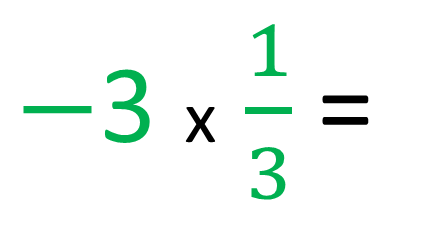 −3 x 1/3 =